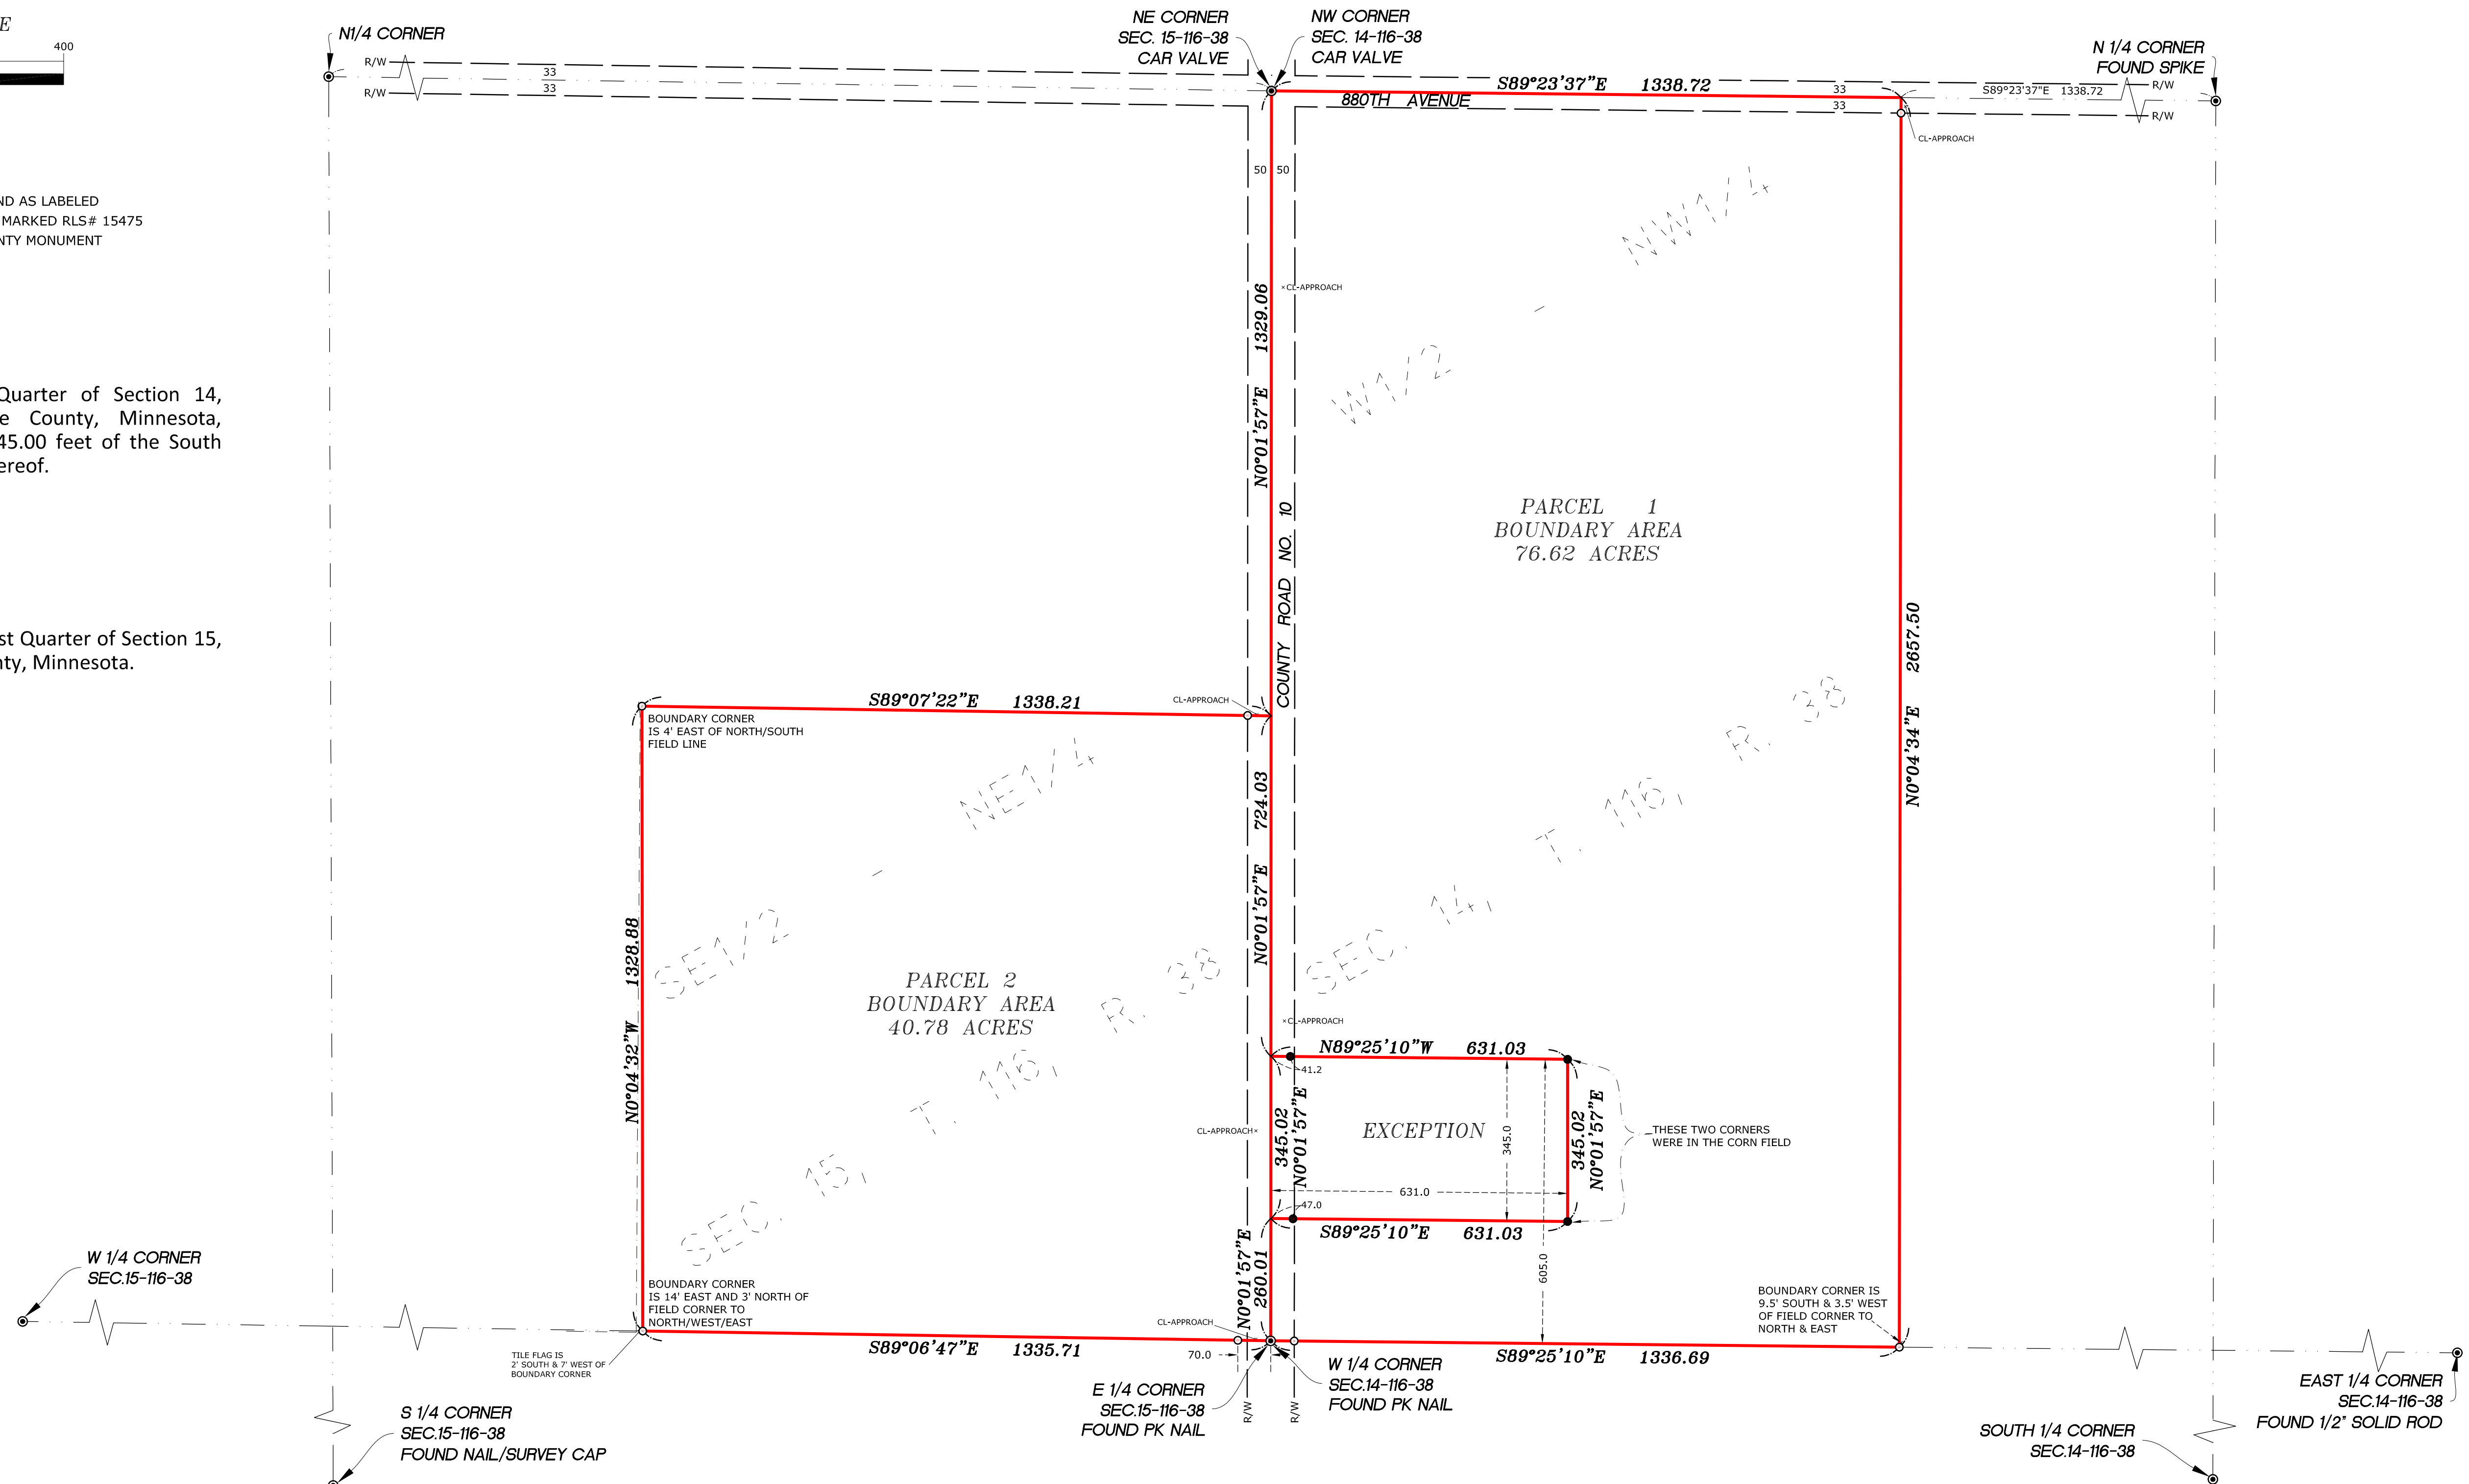 E
400
N1/4 CORNER
NE CORNER
SEC. 15-116-38
CAR VALVE
NW CORNER
SEC. 14-116-38
CAR VALVE
N 1/4 CORNER
FOUND SPIKE
R/W
33
33
R/W
S89°23'37"E 1338.72
880TH AVENUE
33
33
S89°23'37"E 1338.72
R/W
R/W
CL-APPROACH
50
50
ND AS LABELED
MARKED RLS# 15475
NTY MONUMENT
W1/2 - NW1/4
CL-APPROACH
N0°01'57"E 1329.06
Quarter of Section 14,
e County, Minnesota,
45.00 feet of the South
ereof.
PARCEL 1
BOUNDARY AREA
76.62 ACRES
COUNTY ROAD NO. 10
N0°04'34"E 2657.50
st Quarter of Section 15,
nty, Minnesota.
S89°07'22"E 1338.21
CL-APPROACH
BOUNDARY CORNER
IS 4' EAST OF NORTH/SOUTH
FIELD LINE
SE1/2 - NE1/4
N0°01'57"E 724.03
SEC. 14, T. 116, R. 38
N0°04'32"W 1328.88
PARCEL 2
BOUNDARY AREA
40.78 ACRES
SEC. 15, T. 116, R. 38
CL-APPROACH
N89°25'10"W 631.03
41.2
345.02
N0°01'57"E
CL-APPROACH
EXCEPTION
345.0
345.02
N0°01'57"E
THESE TWO CORNERS
WERE IN THE CORN FIELD
631.0
47.0
S89°25'10"E 631.03
605.0
N0°01'57"E
260.01
W 1/4 CORNER
SEC.15-116-38
BOUNDARY CORNER
IS 14' EAST AND 3' NORTH OF
FIELD CORNER TO
NORTH/WEST/EAST
BOUNDARY CORNER IS
9.5' SOUTH & 3.5' WEST
OF FIELD CORNER TO
NORTH & EAST
CL-APPROACH
TILE FLAG IS
2' SOUTH & 7' WEST OF
BOUNDARY CORNER
S89°06'47"E 1335.71
70.0
S89°25'10"E 1336.69
E 1/4 CORNER
SEC.15-116-38
FOUND PK NAIL
R/W
R/W
W 1/4 CORNER
SEC.14-116-38
FOUND PK NAIL
EAST 1/4 CORNER
SEC.14-116-38
FOUND 1/2" SOLID ROD
S 1/4 CORNER
SEC.15-116-38
FOUND NAIL/SURVEY CAP
SOUTH 1/4 CORNER
SEC.14-116-38